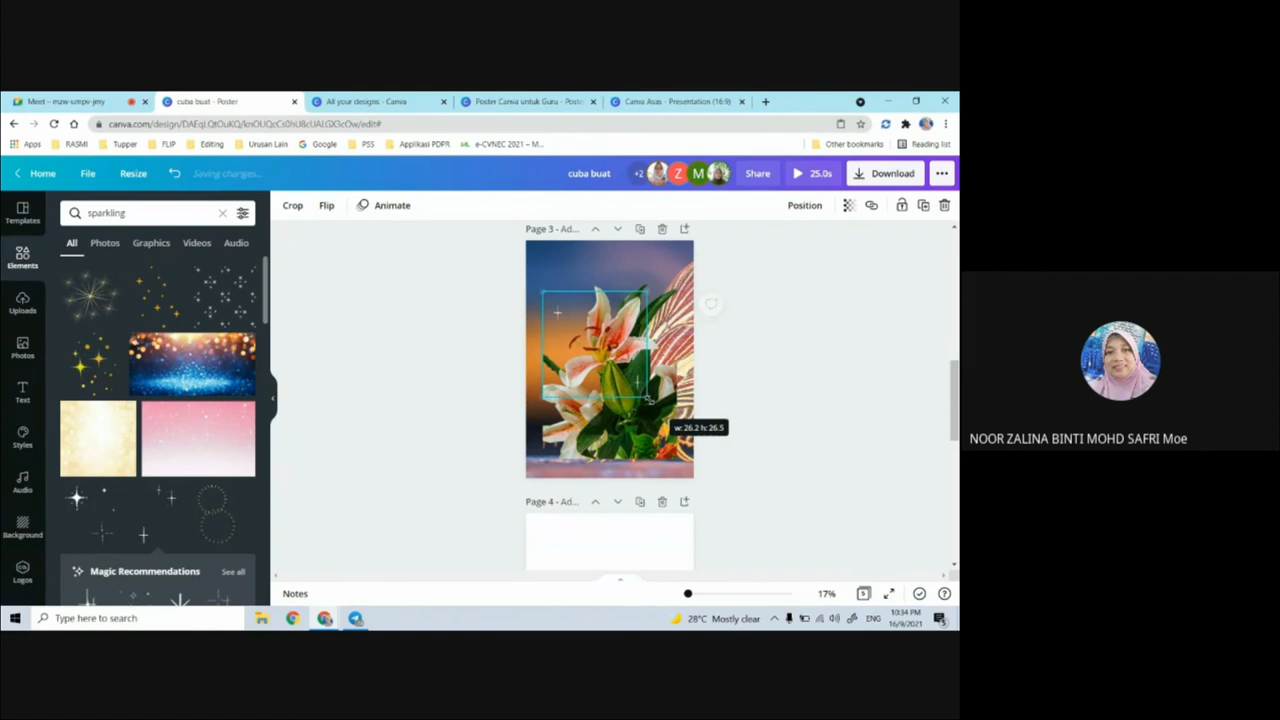 Meet - mzw-umpv-jmy
cuba buat - Poster
All your designs - Canva
Poster Canva untuk Guru - Poste
Canva Asas - Presentation (16:9)
Apps
RASMI
Tupper
FLIP
Editing
Urusan Lain
Google
PSS
Applikasi PDPR
e-CVNEC 2021 – M...
Other bookmarks
Reading list
Home
File
Resize
Saving changes...
cuba buat
+2
Z
M
Share
25.0s
Download
Templates
Elements
Uploads
Photos
Text
Styles
Audio
Background
Logos
sparkling
All
Photos
Graphics
Videos
Audio
Magic Recommendations
See all
Crop
Flip
Animate
Position
Page 3 - Ad...
w: 26.2 h: 26.5
Page 4 - Ad...
Notes
17%
5
Type here to search
28°C Mostly clear
ENG
10:34 PM
16/9/2021
NOOR ZALINA BINTI MOHD SAFRI Moe